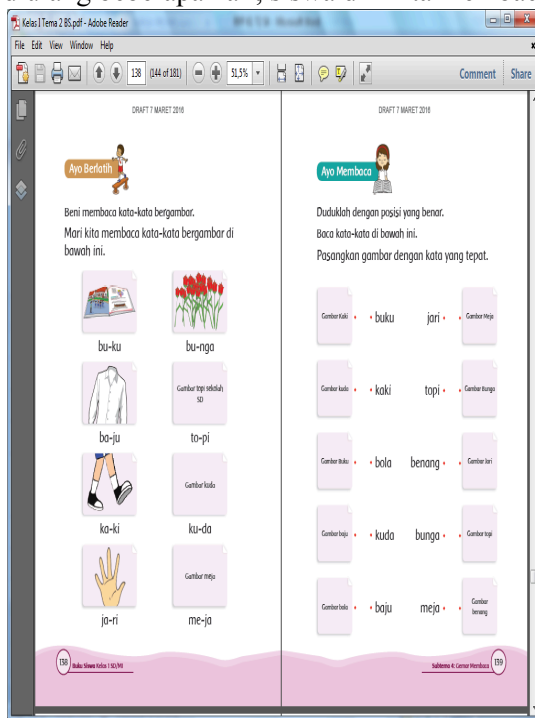 Kelas I Tema 2 BS.pdf - Adobe Reader
File Edit View Window Help
138 (144 of 181) 51,5% Comment Share
DRAFT 7 MARET 2016
Ayo Berlatih
Beni membaca kata-kata bergambar.
Mari kita membaca kata-kata bergambar di
bawah ini.
bu-ku bu-nga
Gambar topi sekolah
SD
ba-ju to-pi
Gambar kuda
ka-ki ku-da
Gambar meja
ja-ri me-ja
138 Buku Siswa Kelas I SD/MI
DRAFT 7 MARET 2016
Ayo Membaca
Duduklah dengan posisi yang benar.
Baca kata-kata di bawah ini.
Pasangkan gambar dengan kata yang tepat.
Gambar Kaki • • buku jari • • Gambar Meja
Gambar kuda • • kaki topi • • Gambar Bunga
Gambar Buku • • bola benang • • Gambar Jari
Gambar baju • • kuda bunga • • Gambar topi
Gambar bola • • baju meja • • Gambar
benang
Subtema 4: Gemar Membaca 139